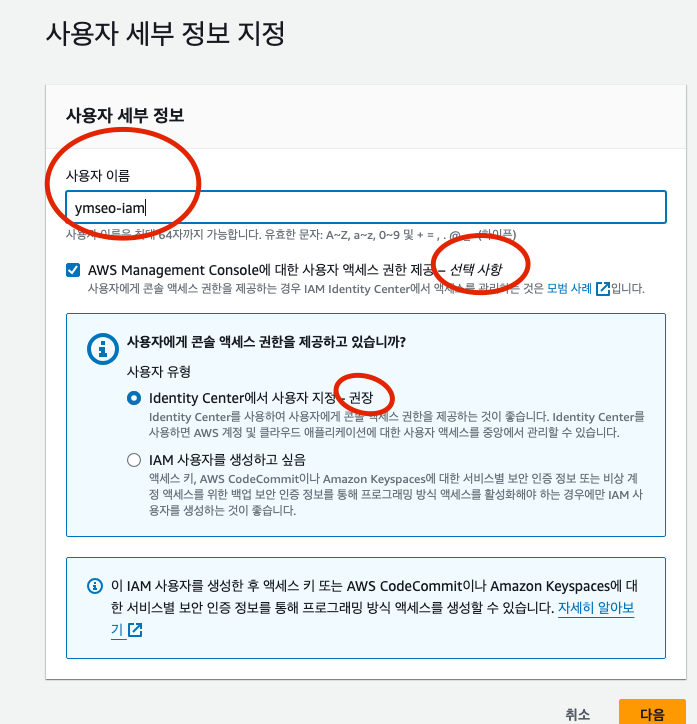 사용자 세부 정보 지정
사용자 세부 정보
사용자 이름
ymseo-iam
사용자 이름은 최대 64자까지 가능합니다. 유효한 문자: A~Z, a~z, 0~9 및 + = , . @ _ -(하이픈)
AWS Management Console에 대한 사용자 액세스 권한 제공 – 선택 사항
사용자에게 콘솔 액세스 권한을 제공하는 경우 IAM Identity Center에서 액세스를 관리하는 것은 모범 사례 입니다.
사용자에게 콘솔 액세스 권한을 제공하고 있습니까?
사용자 유형
Identity Center에서 사용자 지정 - 권장
Identity Center를 사용하여 사용자에게 콘솔 액세스 권한을 제공하는 것이 좋습니다. Identity Center를
사용하면 AWS 계정 및 클라우드 애플리케이션에 대한 사용자 액세스를 중앙에서 관리할 수 있습니다.
IAM 사용자를 생성하고 싶음
액세스 키, AWS CodeCommit이나 Amazon Keyspaces에 대한 서비스별 보안 인증 정보 또는 비상 계
정 액세스를 위한 백업 보안 인증 정보를 통해 프로그래밍 방식 액세스를 활성화해야 하는 경우에만 IAM 사
용자를 생성하는 것이 좋습니다.
이 IAM 사용자를 생성한 후 액세스 키 또는 AWS CodeCommit이나 Amazon Keyspaces에 대
한 서비스별 보안 인증 정보를 통해 프로그래밍 방식 액세스를 생성할 수 있습니다. 자세히 알아보
기
취소 다음